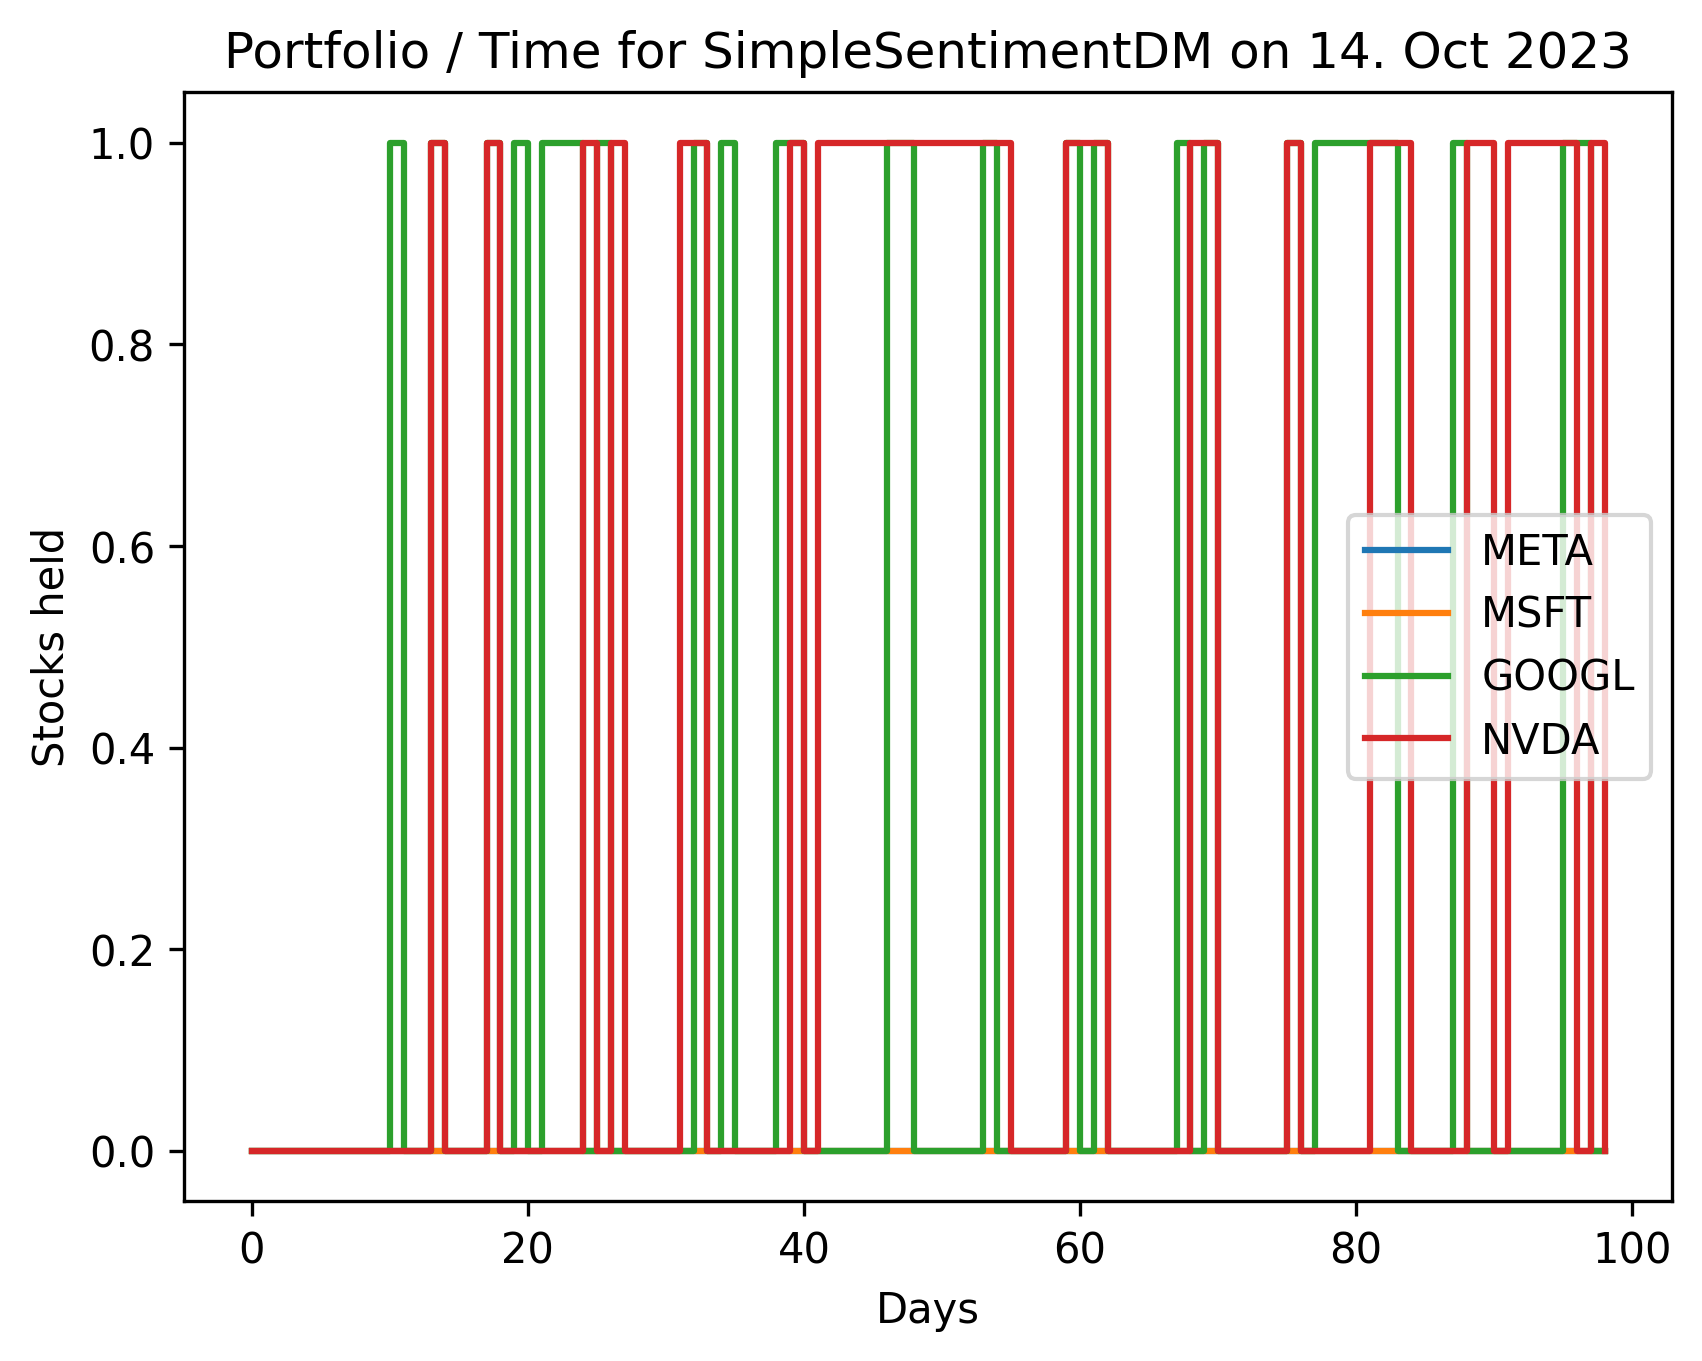 Portfolio / Time for SimpleSentimentDM on 14. Oct 2023
1.0
0.8
0.6
0.4
0.2
0.0
Stocks held
META
MSFT
GOOGL
NVDA
0 20 40 60 80 100
Days